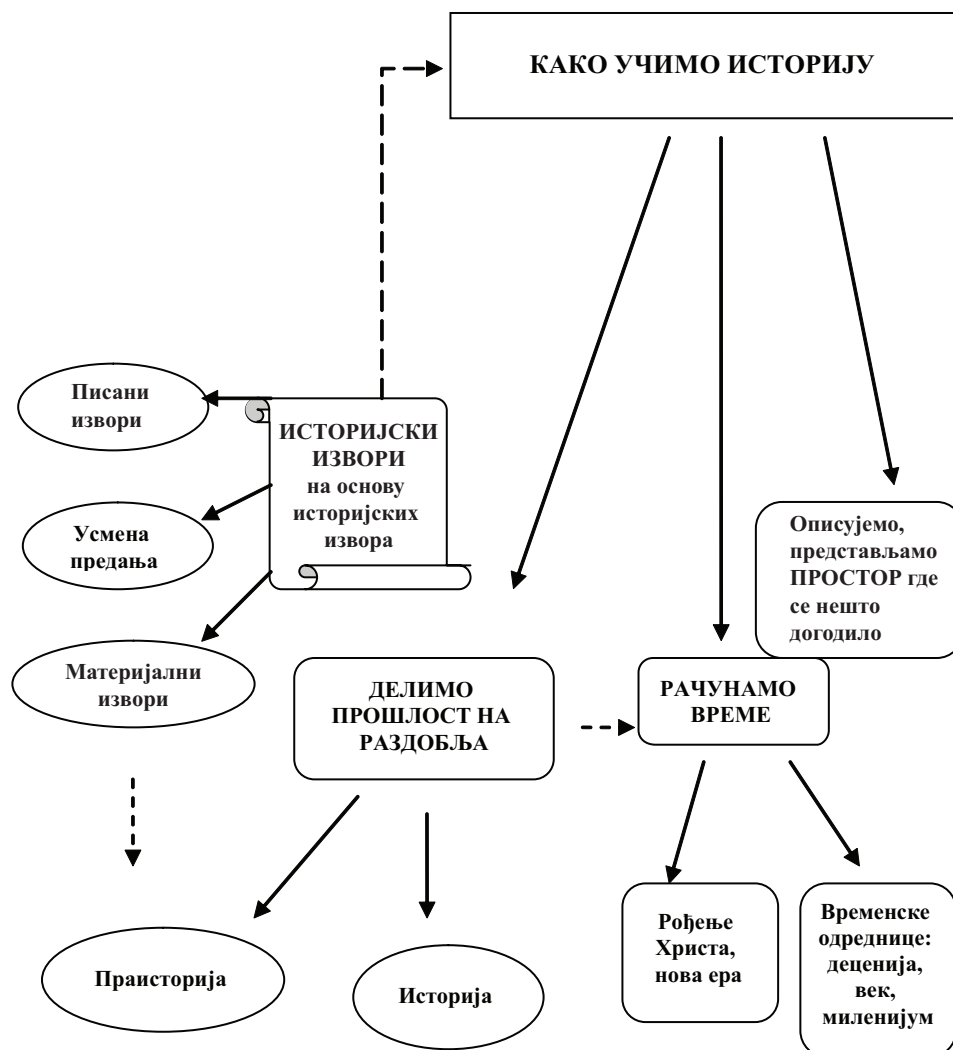 КАКО УЧИМО ИСТОРИЈУ
Писани
извори
ИСТОРИЈСКИ
ИЗВОРИ
на основу
историјских
извора
Усмена
предања
Материјални
извори
Описујемо,
представљамо
ПРОСТОР где
се нешто
догодило
ДЕЛИМО
ПРОШЛОСТ НА
РАЗДОБЉА
РАЧУНАМО
ВРЕМЕ
Праисторија
Историја
Рођење
Христа,
нова ера
Временске
одреднице:
деценија,
век,
миленијум